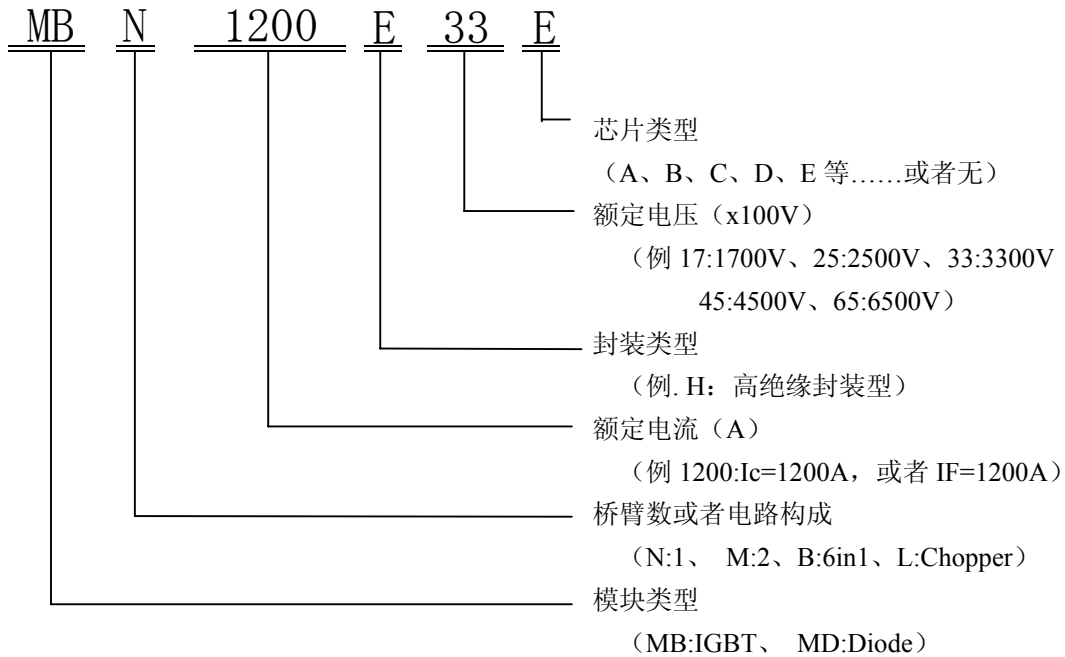 MB N 1200 E 33 E
芯片类型
（A、B、C、D、E 等......或者无）
额定电压（x100V）
（例 17:1700V、25:2500V、33:3300V
45:4500V、65:6500V）
封装类型
（例. H：高绝缘封装型）
额定电流（A）
（例 1200:Ic=1200A，或者 IF=1200A）
桥臂数或者电路构成
（N:1、 M:2、B:6in1、L:Chopper）
模块类型
（MB:IGBT、 MD:Diode）